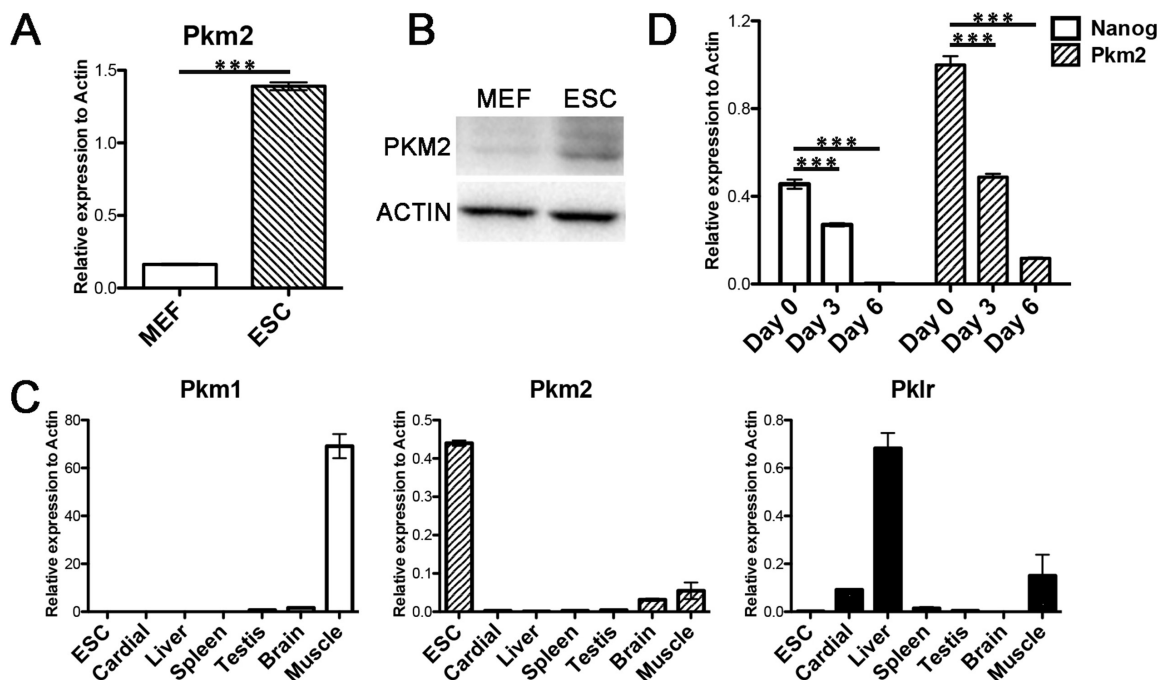 A
Pkm2
Relative expression to Actin
1.5
1.0
0.5
0.0
***
MEF
ESC
B
MEF ESC
PKM2
ACTIN
D
Nanog
Pkm2
Relative expression to Actin
1.2
0.8
0.4
0.0
***
***
***
***
Day 0
Day 3
Day 6
Day 0
Day 3
Day 6
C
Pkm1
Relative expression to Actin
80
60
40
20
0
ESC
Cardial
Liver
Spleen
Testis
Brain
Muscle
Pkm2
Relative expression to Actin
0.5
0.4
0.3
0.2
0.1
0.0
ESC
Cardial
Liver
Spleen
Testis
Brain
Muscle
Pklr
Relative expression to Actin
0.8
0.6
0.4
0.2
0.0
ESC
Cardial
Liver
Spleen
Testis
Brain
Muscle